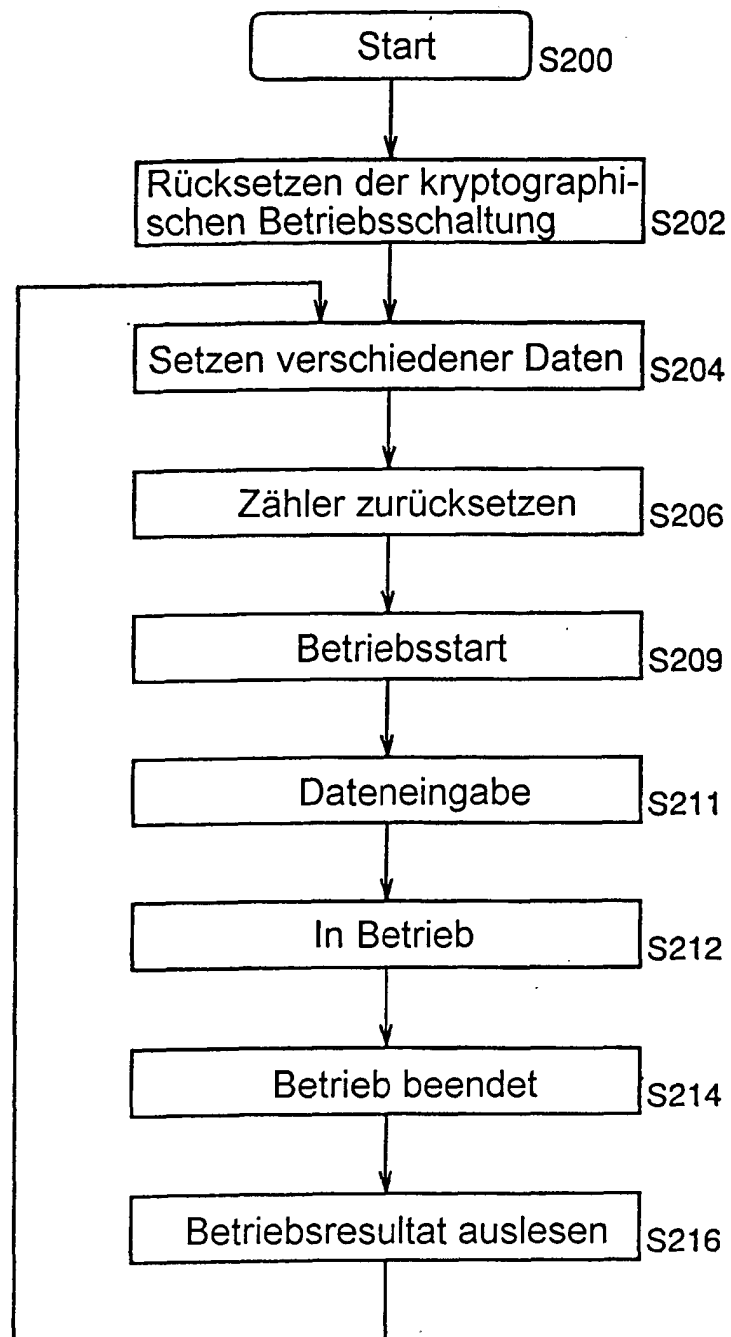 Start
S200
Rücksetzen der kryptographi-
schen Betriebsschaltung
S202
Setzen verschiedener Daten
S204
Zähler zurücksetzen
S206
Betriebsstart
S209
Dateneingabe
S211
In Betrieb
S212
Betrieb beendet
S214
Betriebsresultat auslesen
S216